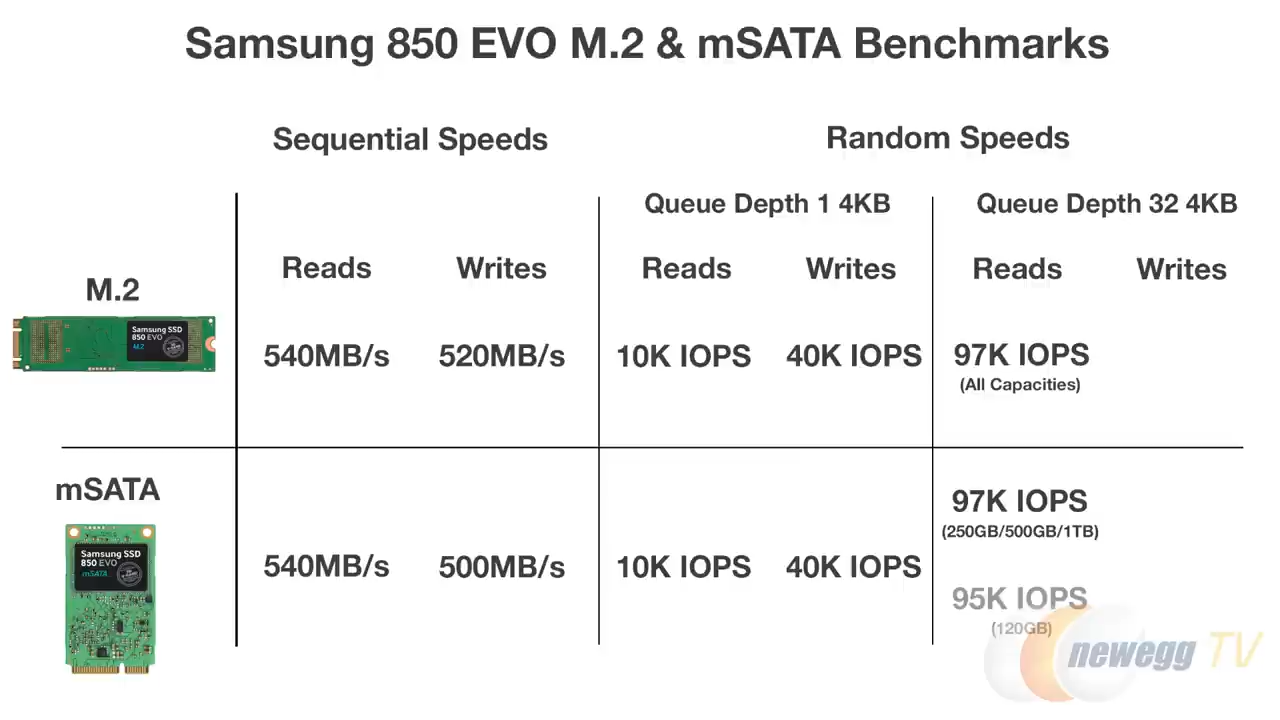 Samsung 850 EVO M.2 & mSATA Benchmarks
Sequential Speeds
Random Speeds
Queue Depth 1 4KB
Queue Depth 32 4KB
Reads
Writes
Reads
Writes
Reads
Writes
M.2
Samsung SSD
850 EVO
M.2
540MB/s
520MB/s
10K IOPS
40K IOPS
97K IOPS
(All Capacities)
mSATA
Samsung SSD
850 EVO
mSATA
540MB/s
500MB/s
10K IOPS
40K IOPS
97K IOPS
(250GB/500GB/1TB)
95K IOPS
(120GB)
newegg TV